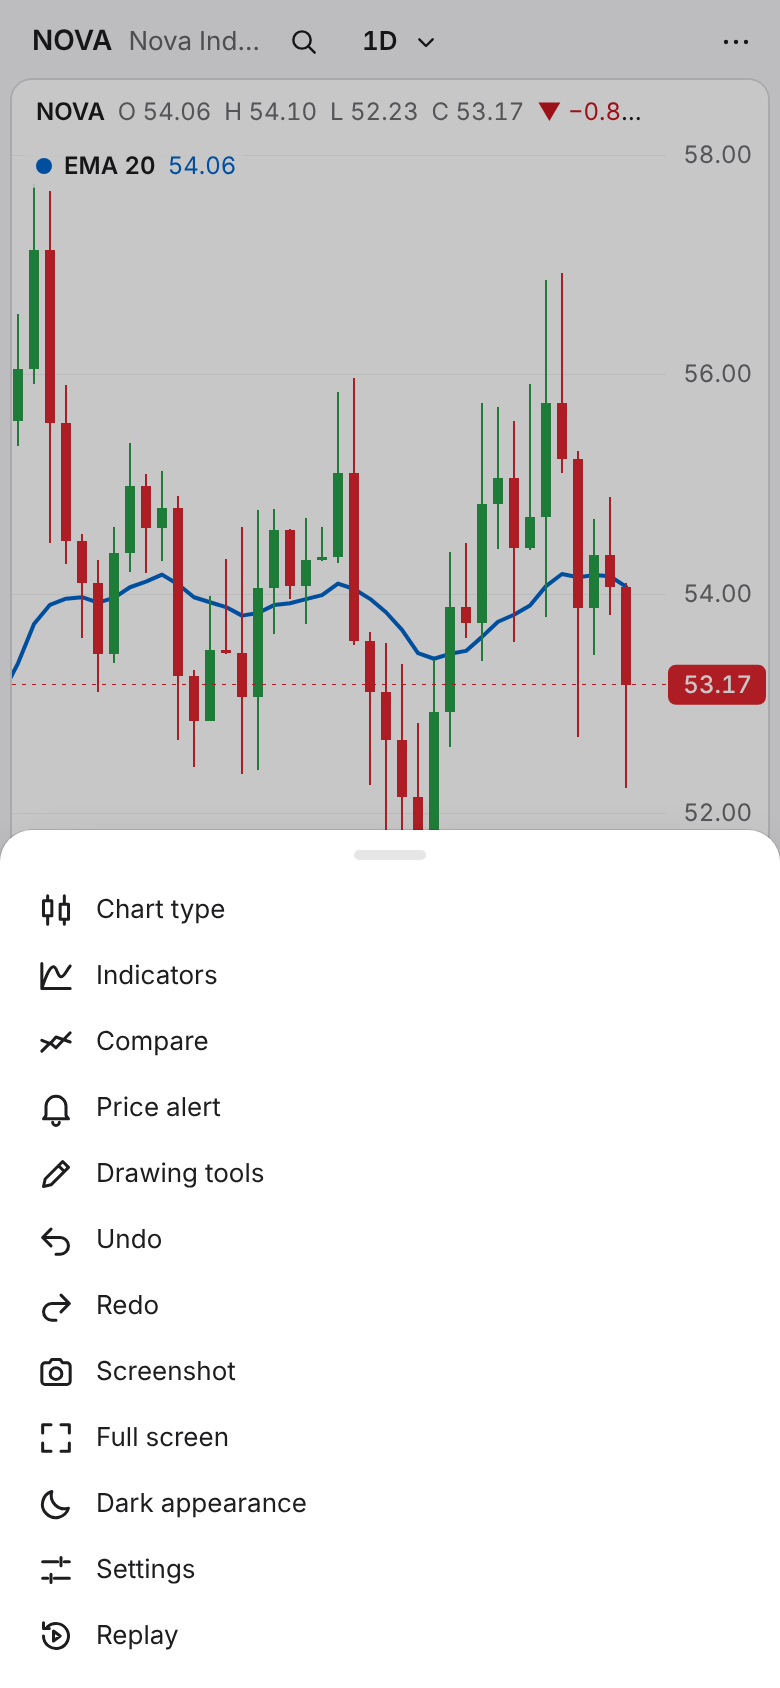 NOVA Nova Ind... 1D
NOVA O 54.06 H 54.10 L 52.23 C 53.17 ▼ −0.8...
EMA 20 54.06
58.00
56.00
54.00
53.17
52.00
Chart type
Indicators
Compare
Price alert
Drawing tools
Undo
Redo
Screenshot
Full screen
Dark appearance
Settings
Replay